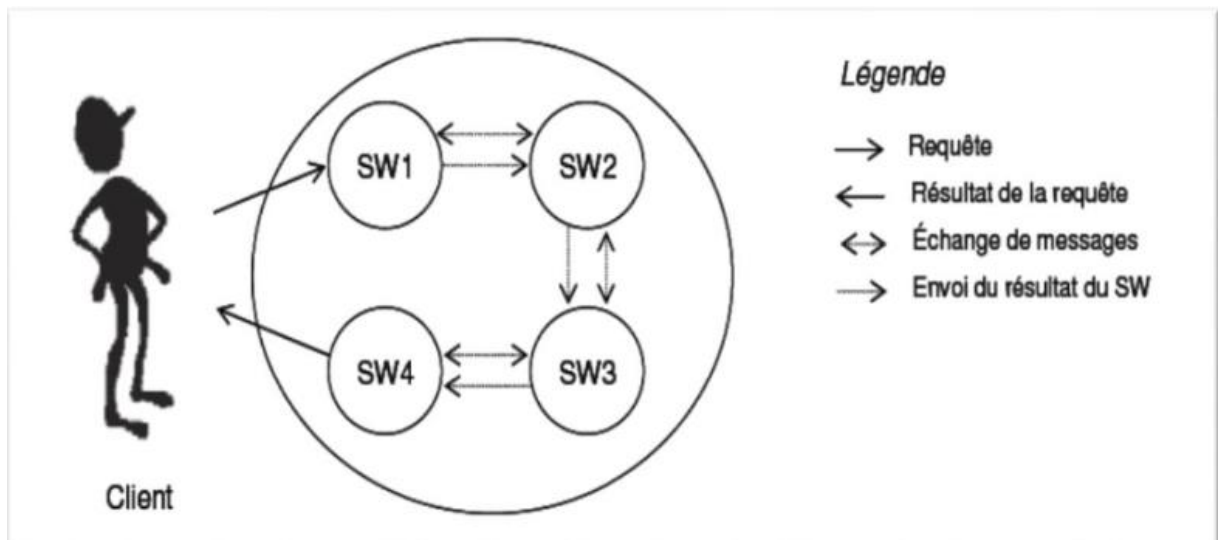 Légende
SW1
SW2
Requête
Résultat de la requête
Échange de messages
Envoi du résultat du SW
SW4
SW3
Client